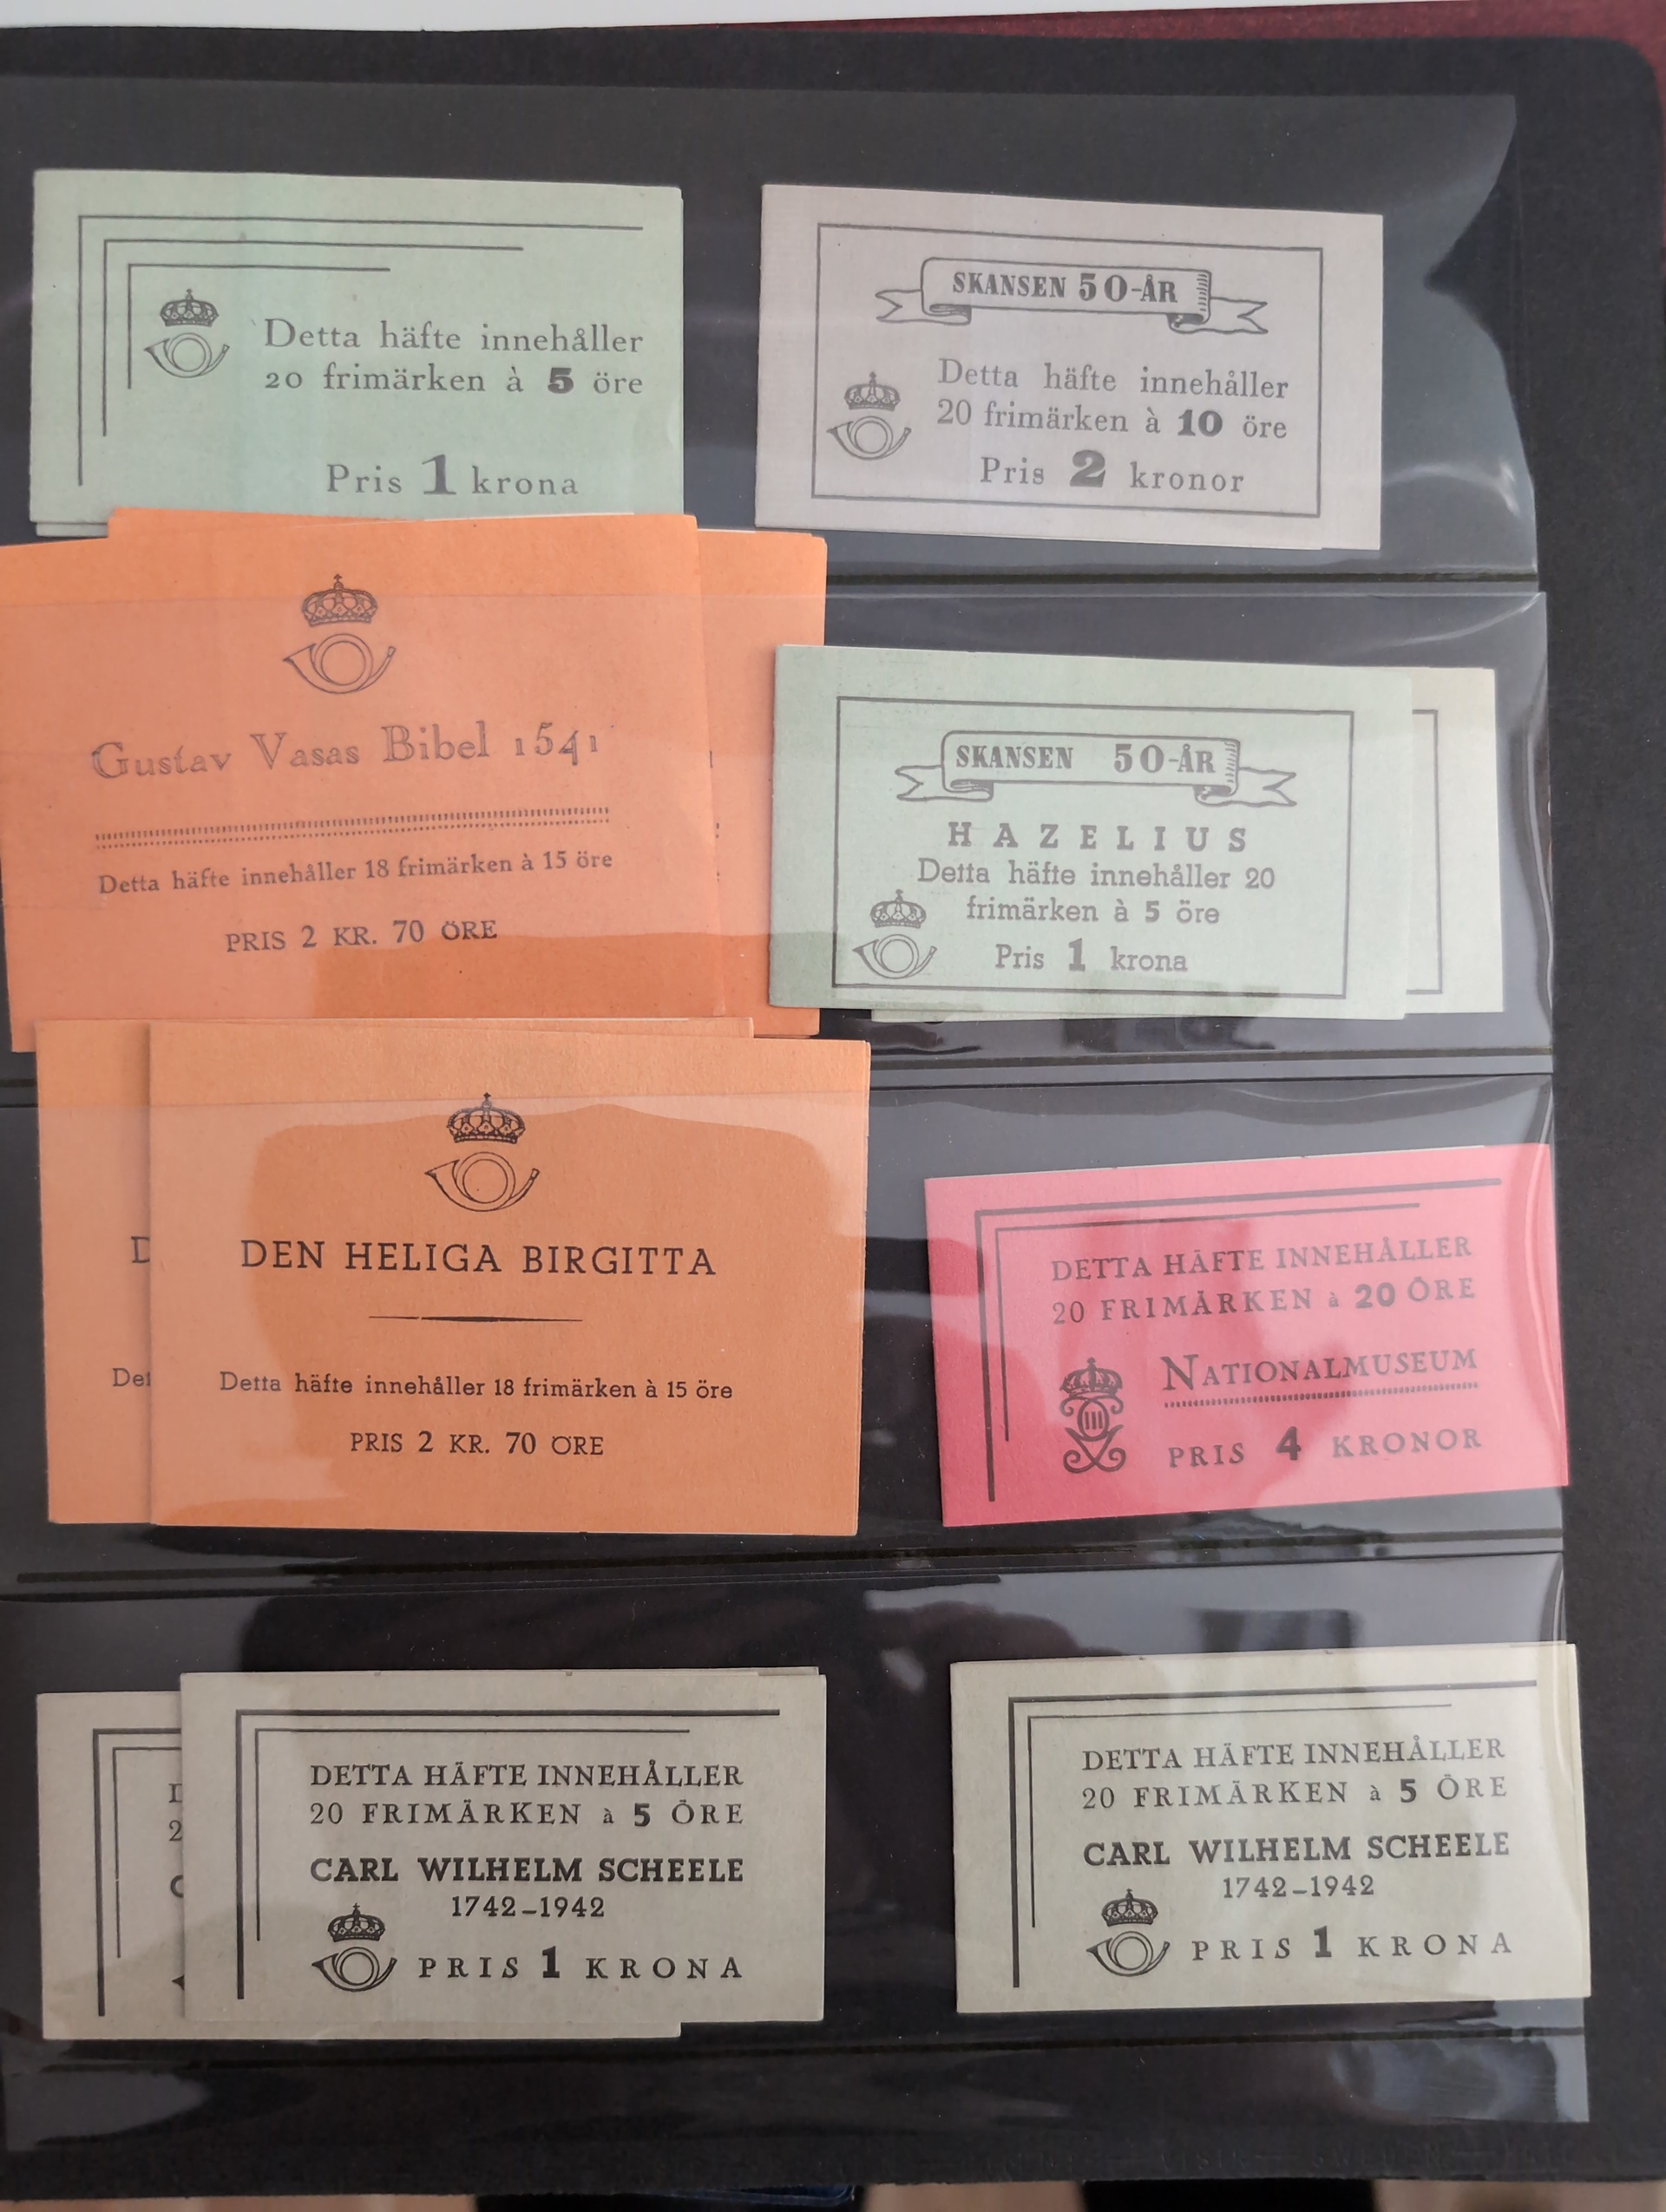 Detta häfte innehåller
20 frimärken à 5 öre
Pris 1 krona
SKANSEN 50-ÅR
Detta häfte innehåller
20 frimärken à 10 öre
Pris 2 kronor
Gustav Vasas Bibel 1541
Detta häfte innehåller 18 frimärken à 15 öre
PRIS 2 KR. 70 ÖRE
SKANSEN 50-ÅR
HAZELIUS
Detta häfte innehåller 20
frimärken à 5 öre
Pris 1 krona
D
Det
DEN HELIGA BIRGITTA
Detta häfte innehåller 18 frimärken à 15 öre
PRIS 2 KR. 70 ÖRE
DETTA HÄFTE INNEHÅLLER
20 FRIMÄRKEN à 20 ÖRE
NATIONALMUSEUM
III
PRIS 4 KRONOR
D
2
C
DETTA HÄFTE INNEHÅLLER
20 FRIMÄRKEN à 5 ÖRE
CARL WILHELM SCHEELE
1742-1942
PRIS 1 KRONA
DETTA HÄFTE INNEHÅLLER
20 FRIMÄRKEN à 5 ÖRE
CARL WILHELM SCHEELE
1742-1942
PRIS 1 KRONA